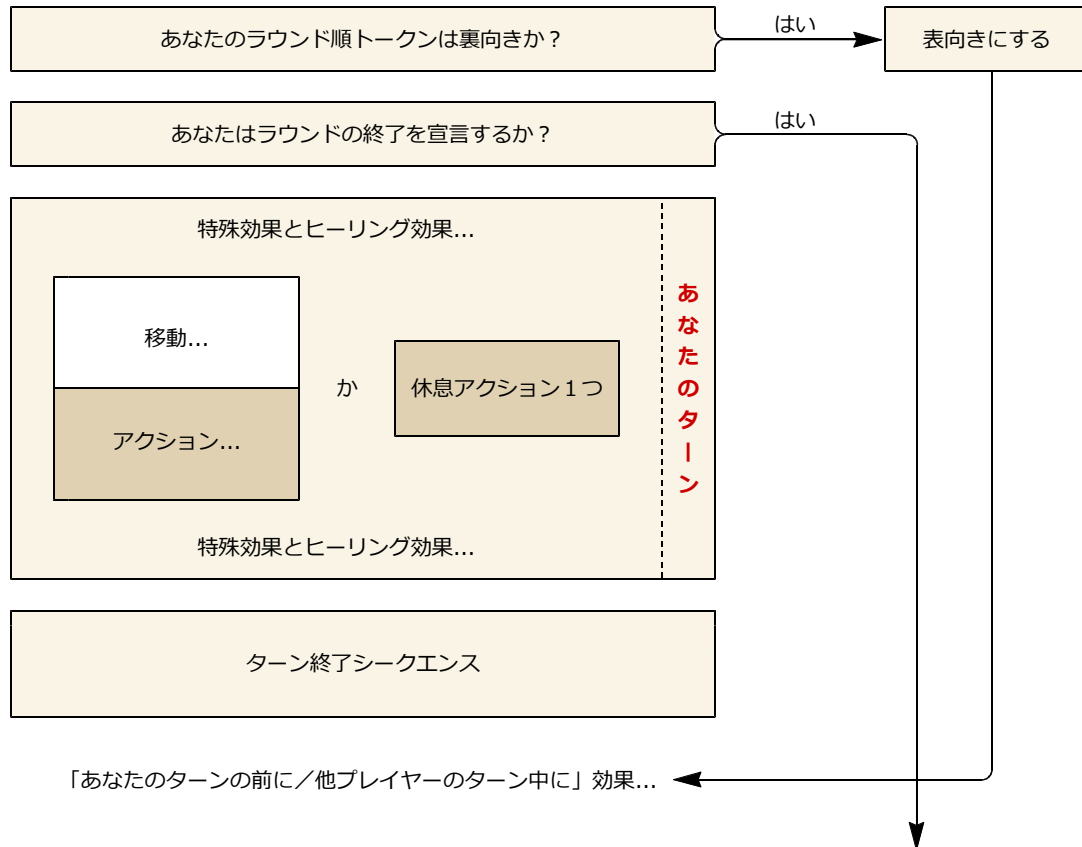 あなたのラウンド順トークンは裏向きか？
はい
表向きにする
あなたはラウンドの終了を宣言するか？
はい
特殊効果とヒーリング効果...
移動...
アクション...
か
休息アクション１つ
あなたのターン
特殊効果とヒーリング効果...
ターン終了シークエンス
「あなたのターンの前に／他プレイヤーのターン中に」効果...